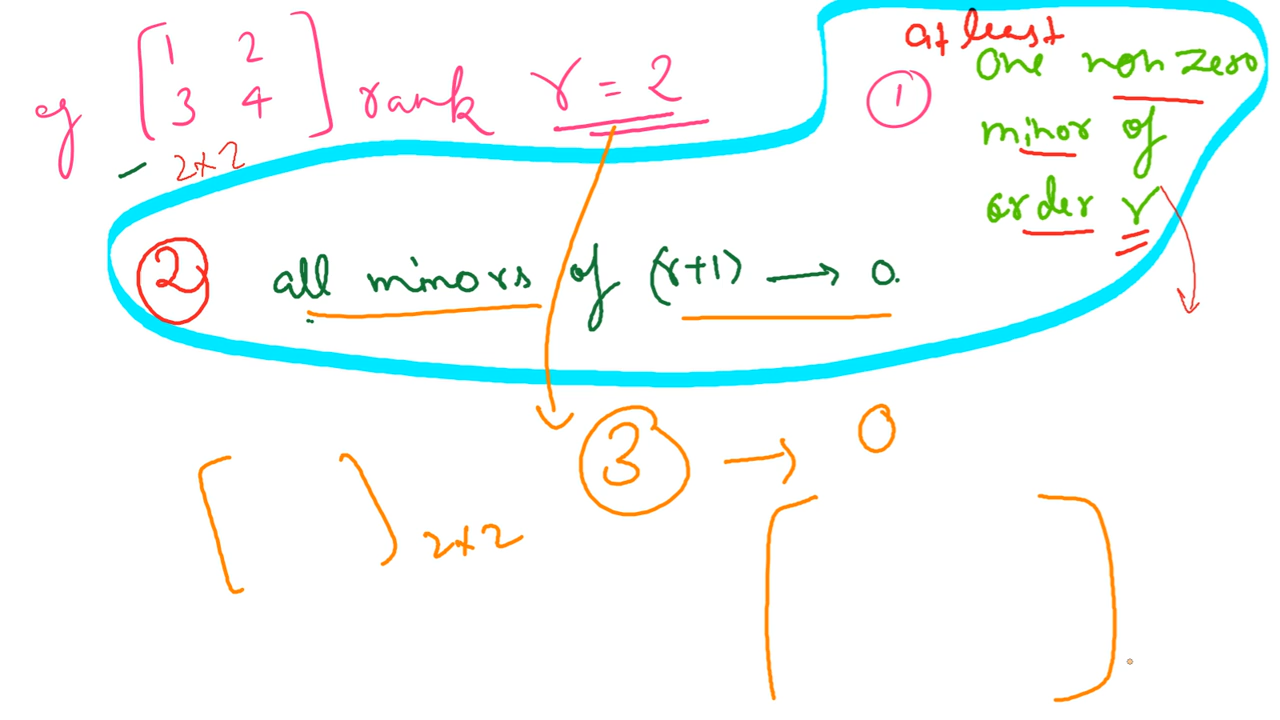 eg [1 2
3 4] rank r = 2
2×2
① at least
One non zero
minor of
order r
② all minors of (r+1) → 0.
③ → 0
[ ] 2×2
[ ]